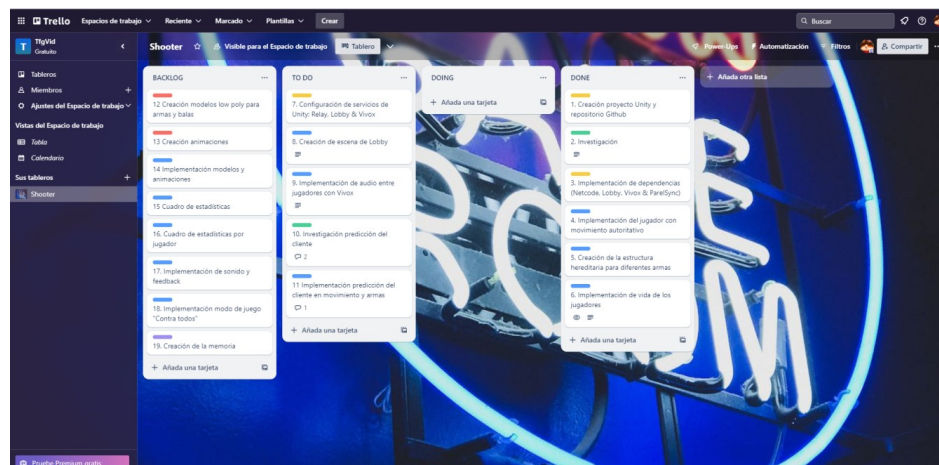 Trello
Espacios de trabajo
Reciente
Marcado
Plantillas
Crear
Buscar
T
TfgVid
Gratuito
Shooter
Visible para el Espacio de trabajo
Tablero
Power-Ups
Automatización
Filtros
Compartir
Tableros
Miembros
Ajustes del Espacio de trabajo
Vistas del Espacio de trabajo
Tabla
Calendario
Sus tableros
Shooter
Pruebe Premium gratis
BACKLOG
12 Creación modelos low poly para
armas y balas
13 Creación animaciones
14 Implementación modelos y
animaciones
15 Cuadro de estadísticas
16. Cuadro de estadísticas por
jugador
17. Implementación de sonido y
feedback
18. Implementación modo de juego
"Contra todos"
19. Creación de la memoria
+ Añada una tarjeta
TO DO
7. Configuración de servicios de
Unity: Relay, Lobby & Vivox
8. Creación de escena de Lobby
9. Implementación de audio entre
jugadores con Vivox
10. Investigación predicción del
cliente
2
11 Implementación predicción del
cliente en movimiento y armas
1
+ Añada una tarjeta
DOING
+ Añada una tarjeta
DONE
1. Creación proyecto Unity y
repositorio Github
2. Investigación
3. Implementación de dependencias
(Netcode, Lobby, Vivox & ParelSync)
4. Implementación del jugador con
movimiento autoritativo
5. Creación de la estructura
hereditaria para diferentes armas
6. Implementación de vida de los
jugadores
+ Añada una tarjeta
+ Añada otra lista